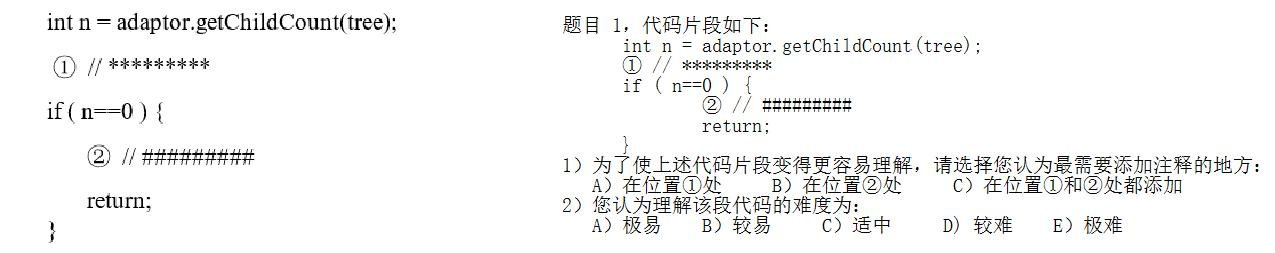 int n = adaptor.getChildCount(tree);
① // *********
if ( n==0 ) {
② // #########
return;
}
题目 1，代码片段如下：
int n = adaptor.getChildCount(tree);
① // *********
if ( n==0 ) {
② // #########
return;
}
1）为了使上述代码片段变得更容易理解，请选择您认为最需要添加注释的地方：
A）在位置①处 B）在位置②处 C）在位置①和②处都添加
2）您认为理解该段代码的难度为：
A）极易 B）较易 C）适中 D）较难 E）极难